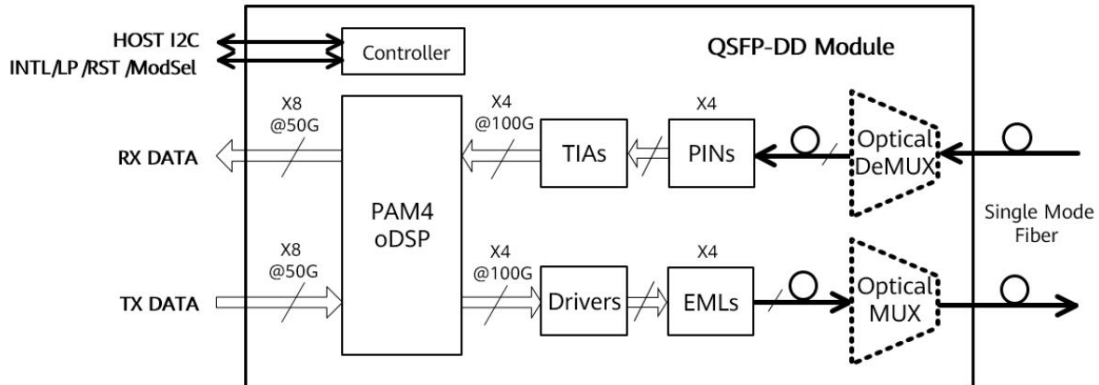 HOST I2C
INTL/LP/RST/ModSel
Controller
QSFP-DD Module
X8
@50G
X4
@100G
X4
RX DATA
TIAs
PINs
Optical
DeMUX
PAM4
oDSP
Single Mode
Fiber
X8
@50G
X4
@100G
X4
TX DATA
Drivers
EMLs
Optical
MUX